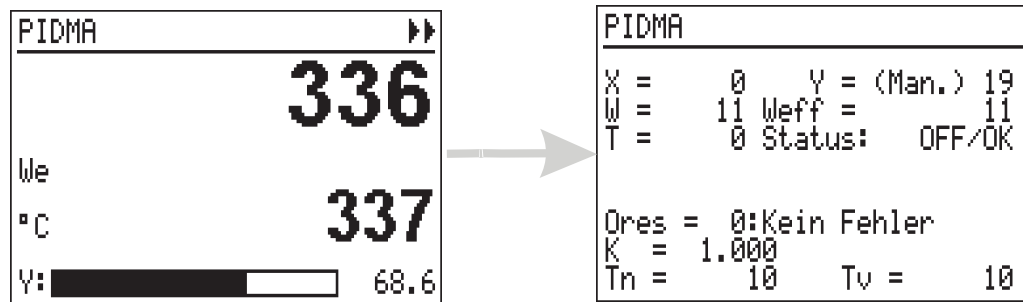 PIDMA
336
We
°C 337
Y: 68.6
PIDMA
X = 0 Y = (Man.) 19
W = 11 Weff = 11
T = 0 Status: OFF/OK
Ores = 0:Kein Fehler
K = 1.000
Tn = 10 Tv = 10